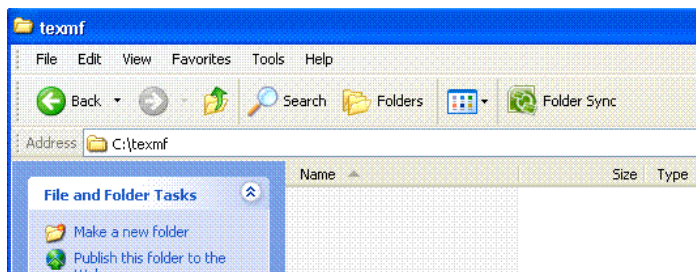 texmf
File Edit View Favorites Tools Help
Back Search Folders Folder Sync
Address C:\texmf
Name Size Type
File and Folder Tasks
Make a new folder
Publish this folder to the